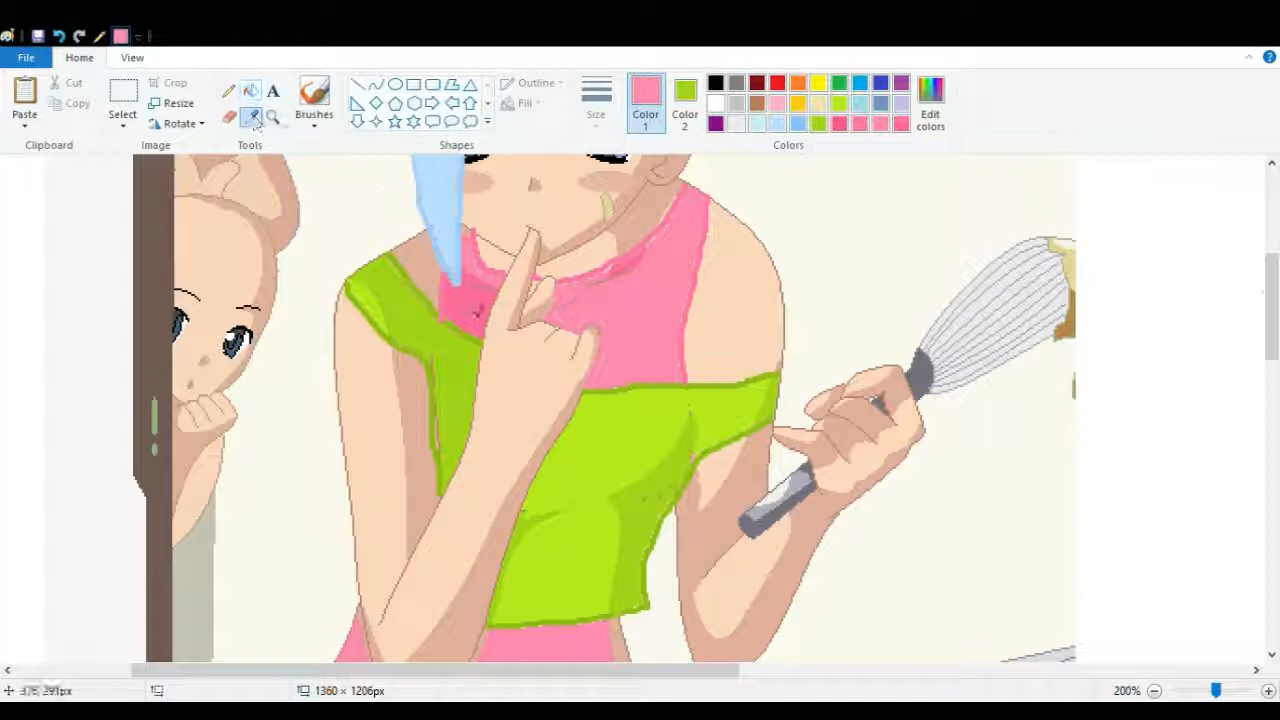 File Home View
Paste Cut Copy Select Crop Resize Rotate A Brushes Outline Fill Size Color 1 Color 2 Edit colors
Clipboard Image Tools Shapes Colors
1360 × 1206px 200%